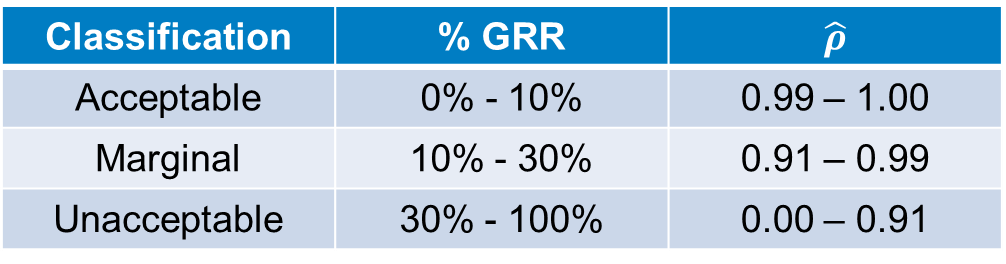 Classification % GRR ρ̂
Acceptable 0% - 10% 0.99 – 1.00
Marginal 10% - 30% 0.91 – 0.99
Unacceptable 30% - 100% 0.00 – 0.91